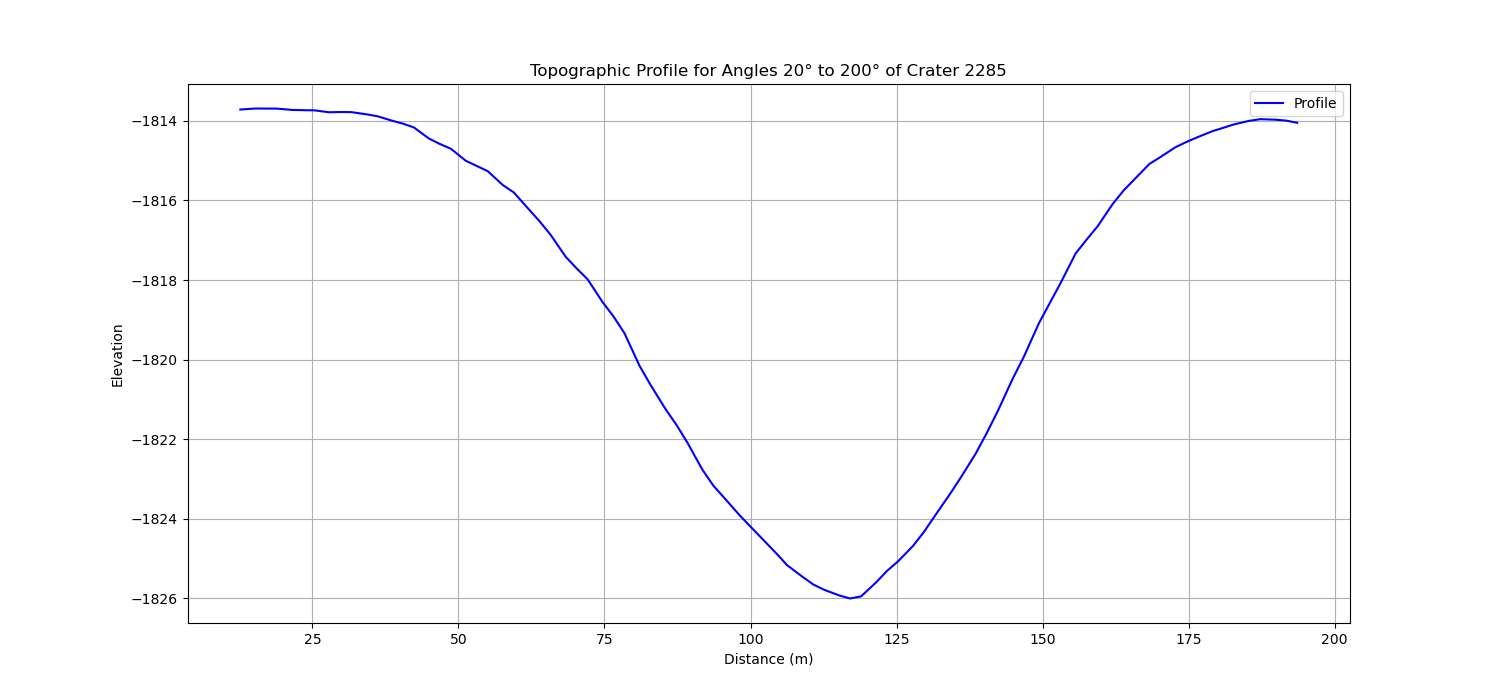 Topographic Profile for Angles 20° to 200° of Crater 2285
Profile
−1814
−1816
−1818
−1820
−1822
−1824
−1826
Elevation
25 50 75 100 125 150 175 200
Distance (m)